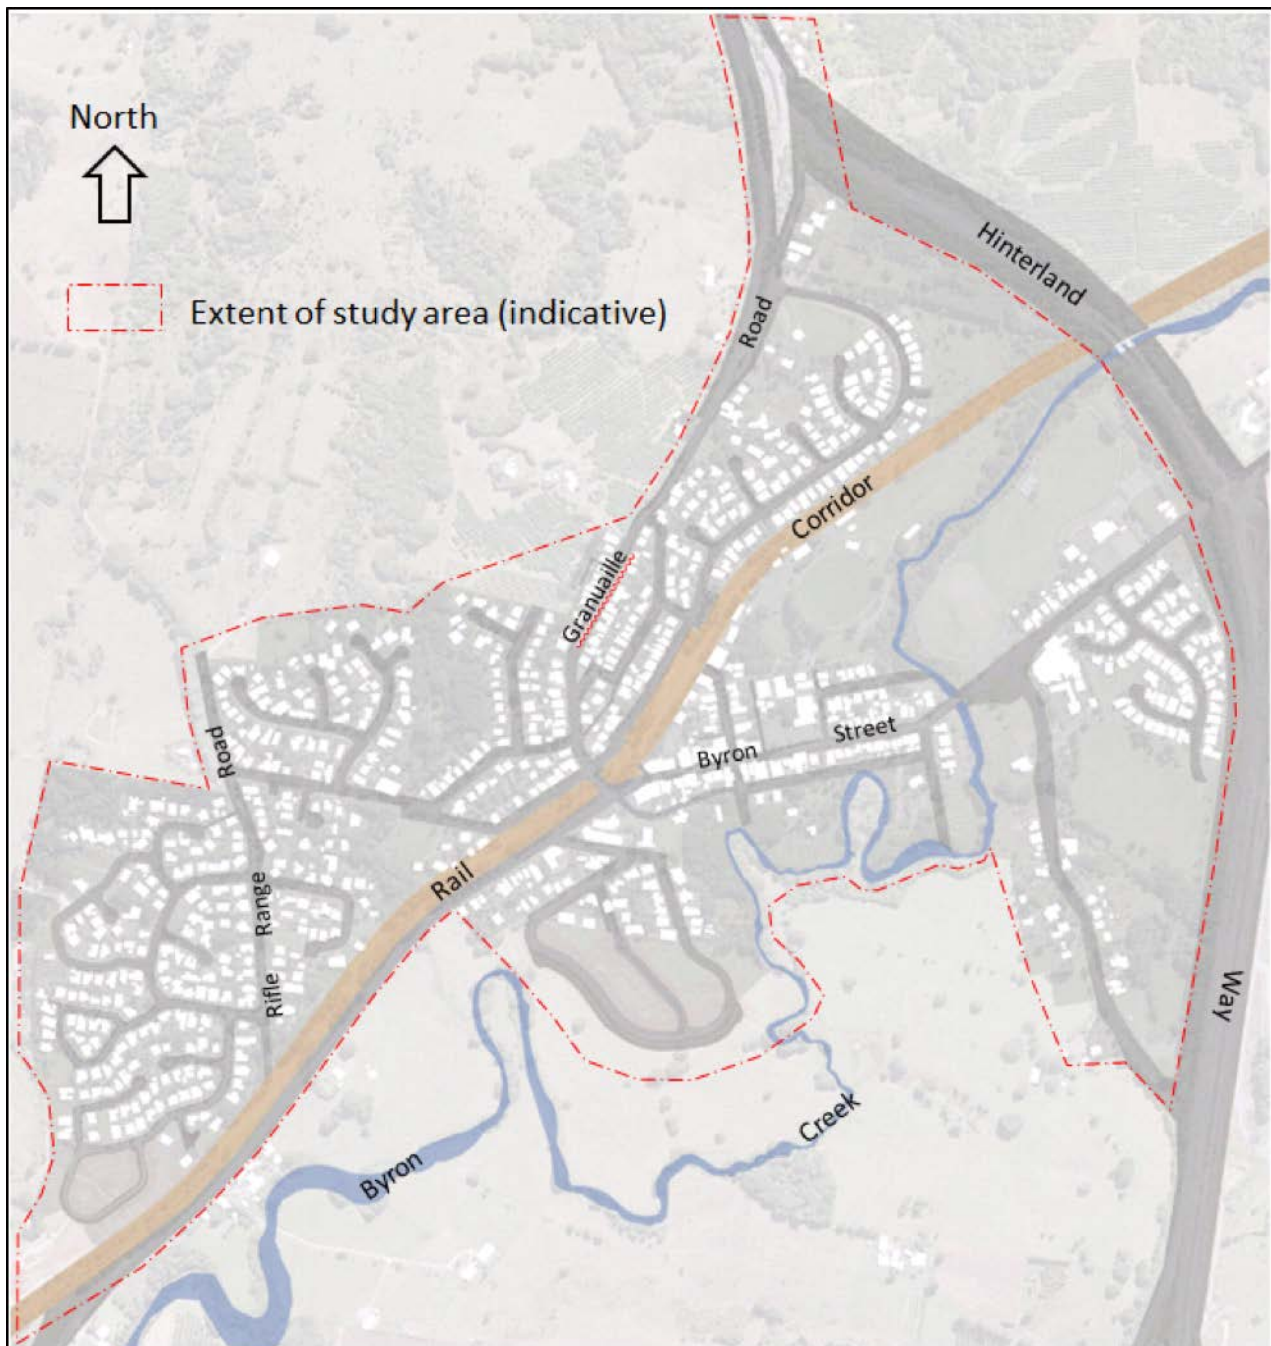 North
Extent of study area (indicative)
Hinterland
Road
Corridor
Granuaille
Road
Byron
Street
Rail
Range
Rifle
Way
Creek
Byron